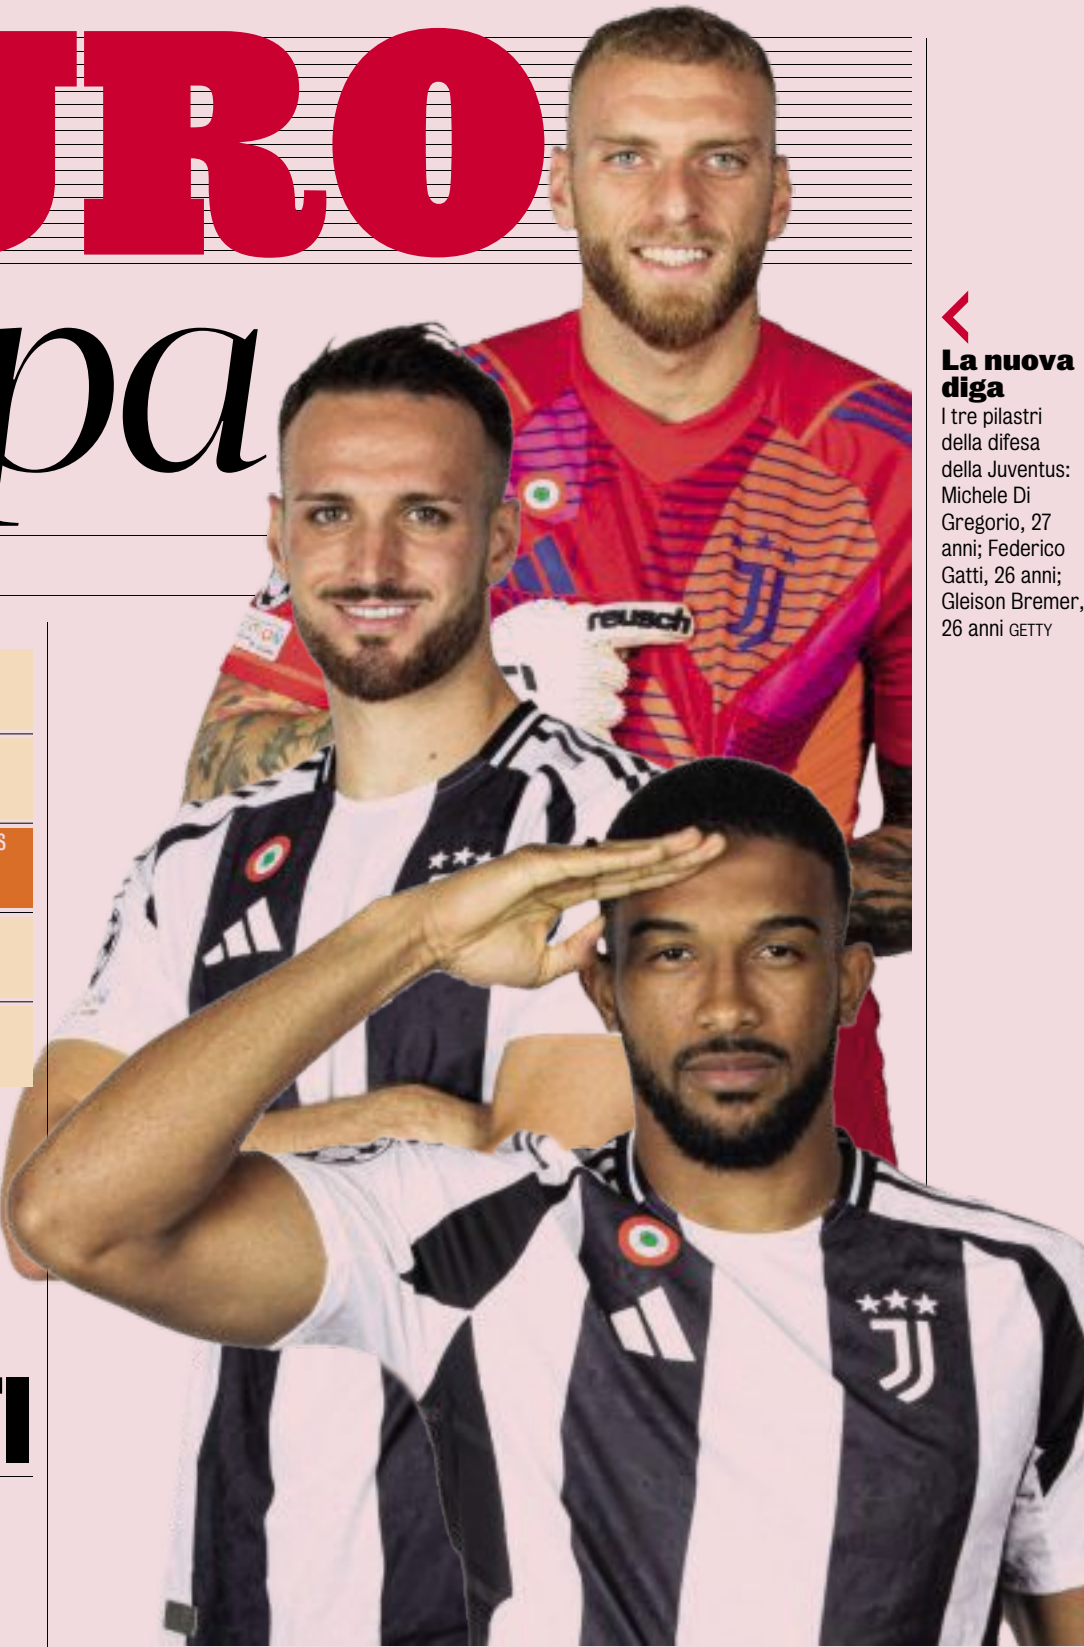 URO
pa
La nuova
diga
I tre pilastri
della difesa
della Juventus:
Michele Di
Gregorio, 27
anni; Federico
Gatti, 26 anni;
Gleison Bremer,
26 anni GETTY
reusch
S
TI